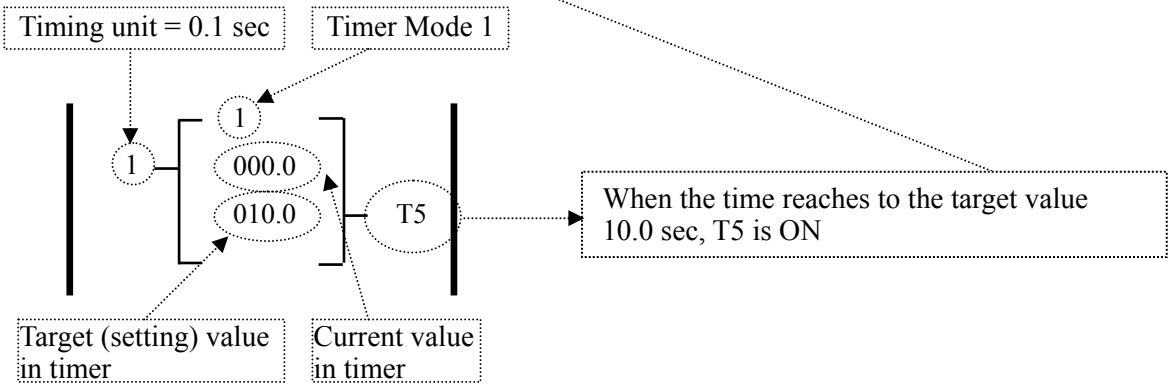 Timing unit = 0.1 sec
Timer Mode 1
1
1
000.0
010.0
T5
When the time reaches to the target value
10.0 sec, T5 is ON
Target (setting) value
in timer
Current value
in timer